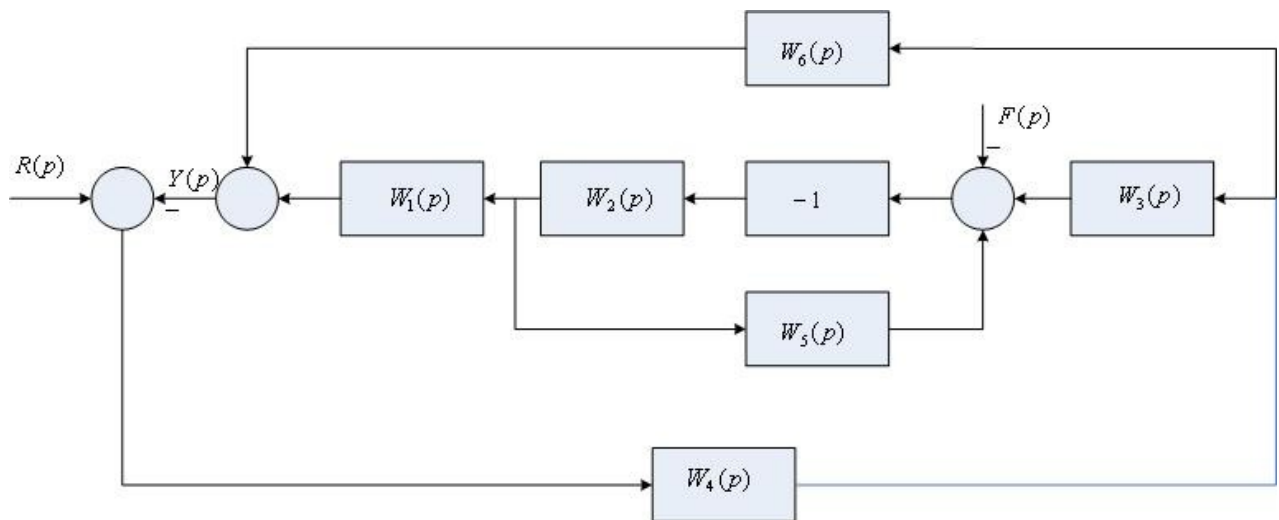 W₆(p)
F(p)
−
R(p)
Y(p)
−
W₁(p)
W₂(p)
−1
W₃(p)
W₅(p)
W₄(p)